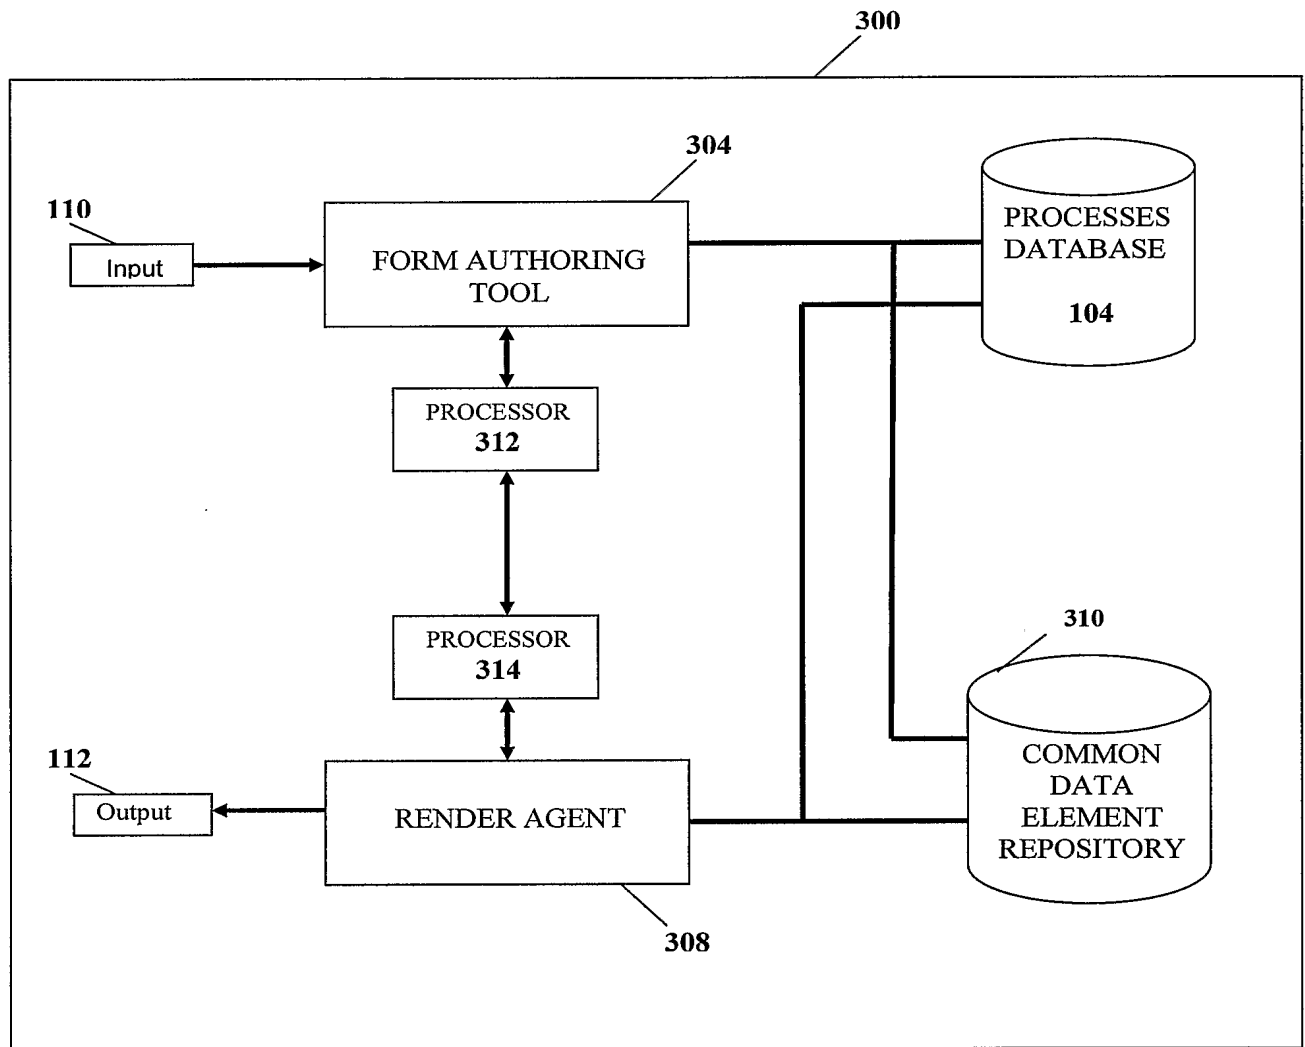 300
304
110
Input
FORM AUTHORING
TOOL
PROCESSES
DATABASE
104
PROCESSOR
312
PROCESSOR
314
310
112
Output
RENDER AGENT
COMMON
DATA
ELEMENT
REPOSITORY
308